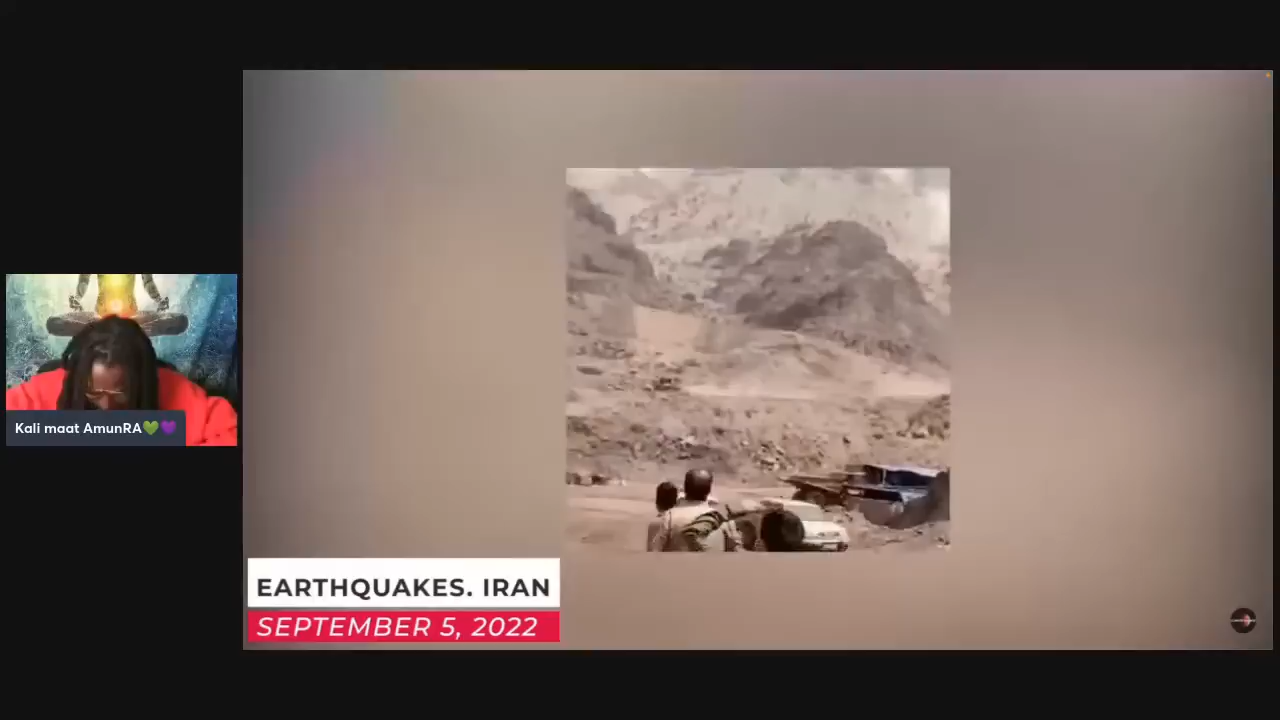 Kali maat AmunRA💚💜
EARTHQUAKES. IRAN
SEPTEMBER 5, 2022